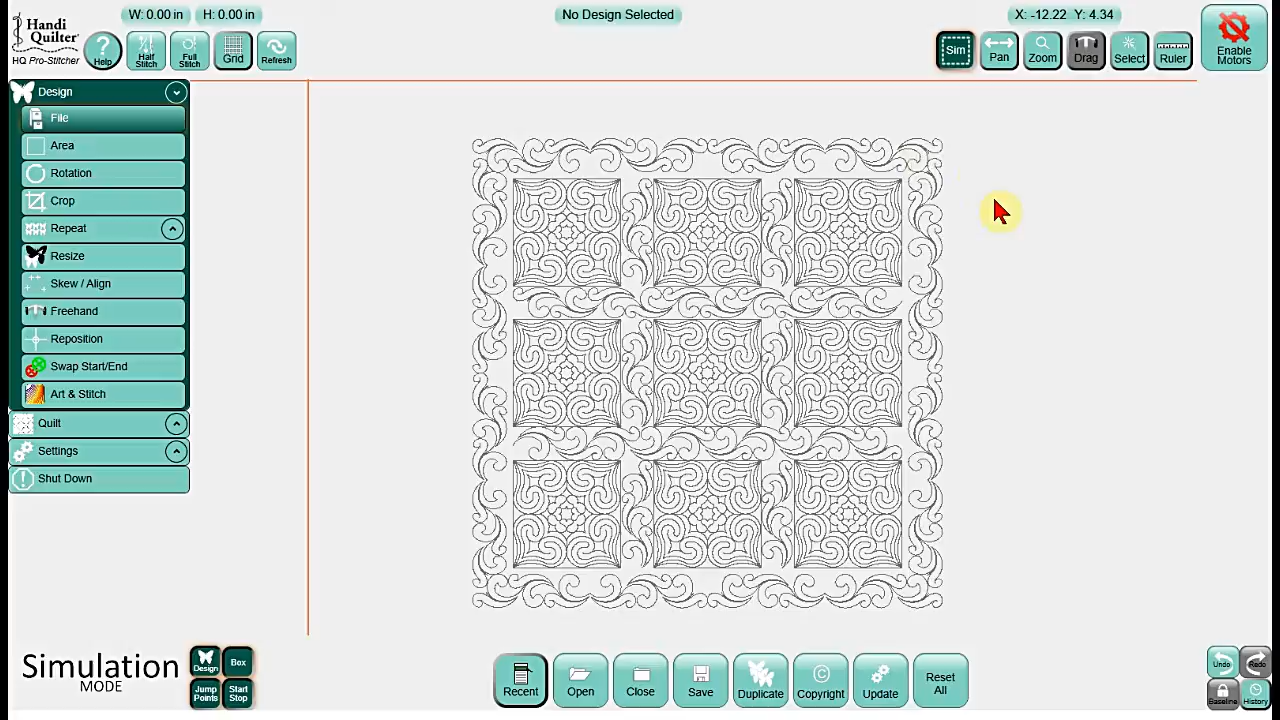 W: 0.00 in H: 0.00 in
No Design Selected
X: -12.22 Y: 4.34
Handi
Quilter
HQ Pro-Stitcher
Help
Half
Stitch
Full
Stitch
Grid
Refresh
Sim
Pan
Zoom
Drag
Select
Ruler
Enable
Motors
Design
File
Area
Rotation
Crop
Repeat
Resize
Skew / Align
Freehand
Reposition
Swap Start/End
Art & Stitch
Quilt
Settings
Shut Down
Simulation
MODE
Design
Box
Jump
Points
Start
Stop
Recent
Open
Close
Save
Duplicate
Copyright
Update
Reset
All
Undo
Redo
Baseline
History